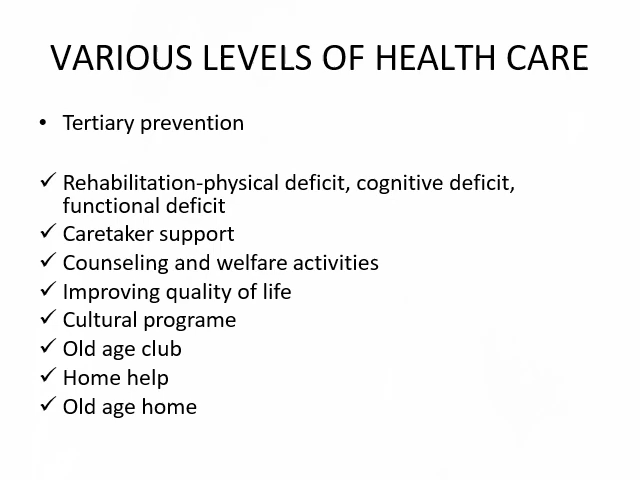 VARIOUS LEVELS OF HEALTH CARE
• Tertiary prevention
✓ Rehabilitation-physical deficit, cognitive deficit,
functional deficit
✓ Caretaker support
✓ Counseling and welfare activities
✓ Improving quality of life
✓ Cultural programe
✓ Old age club
✓ Home help
✓ Old age home